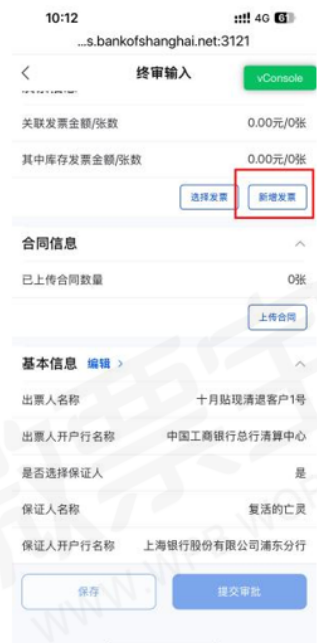 10:12
4G 6
...s.bankofshanghai.net:3121
终审输入
vConsole
关联发票金额/张数 0.00元/0张
其中库存发票金额/张数 0.00元/0张
选择发票 新增发票
合同信息
已上传合同数量 0张
上传合同
基本信息 编辑 >
出票人名称 十月贴现清退客户1号
出票人开户行名称 中国工商银行总行清算中心
是否选择保证人 是
保证人名称 复活的亡灵
保证人开户行名称 上海银行股份有限公司浦东分行
保存 提交审批